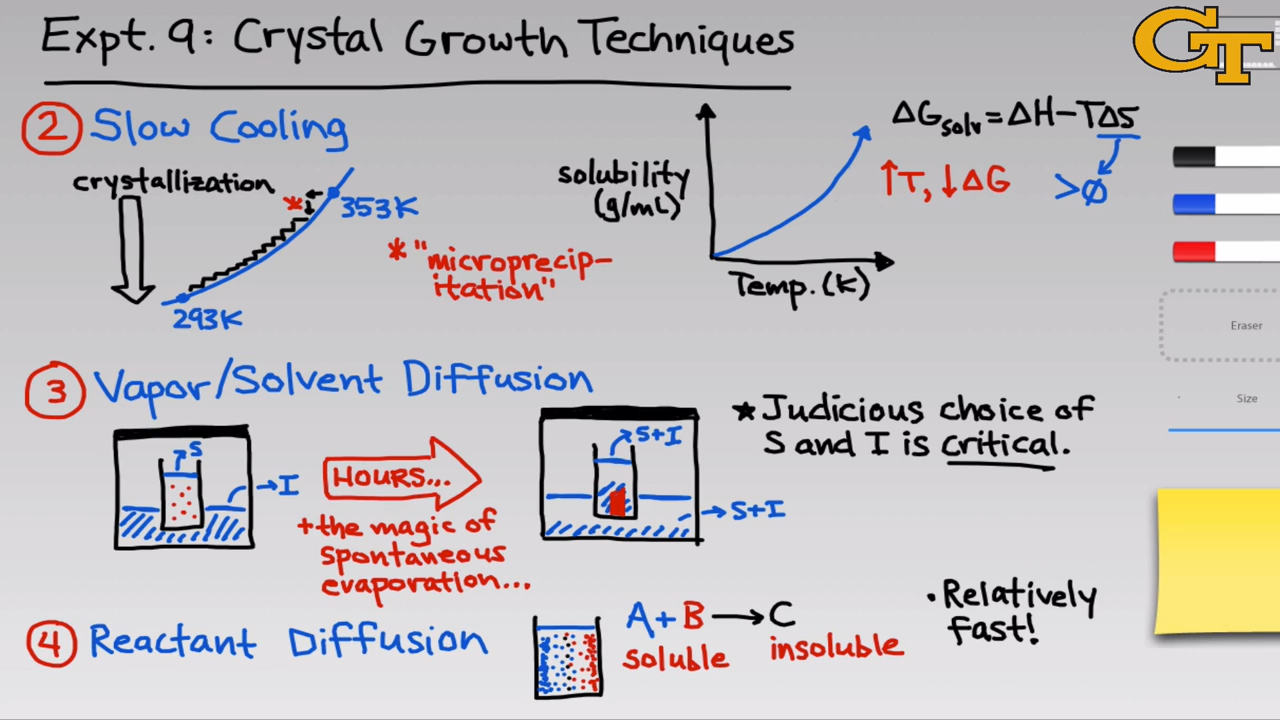 Expt. 9: Crystal Growth Techniques
GT
2 Slow Cooling
crystallization
*
353K
293K
* "microprecip-
itation"
solubility
(g/mL)
Temp. (K)
ΔGsolv = ΔH - TΔS
↑T, ↓ΔG
>Ø
3 Vapor/Solvent Diffusion
S
I
HOURS...
+ the magic of
spontaneous
evaporation...
S+I
S+I
★ Judicious choice of
S and I is critical.
4 Reactant Diffusion
A + B → C
soluble
insoluble
• Relatively
fast!
Eraser
Size